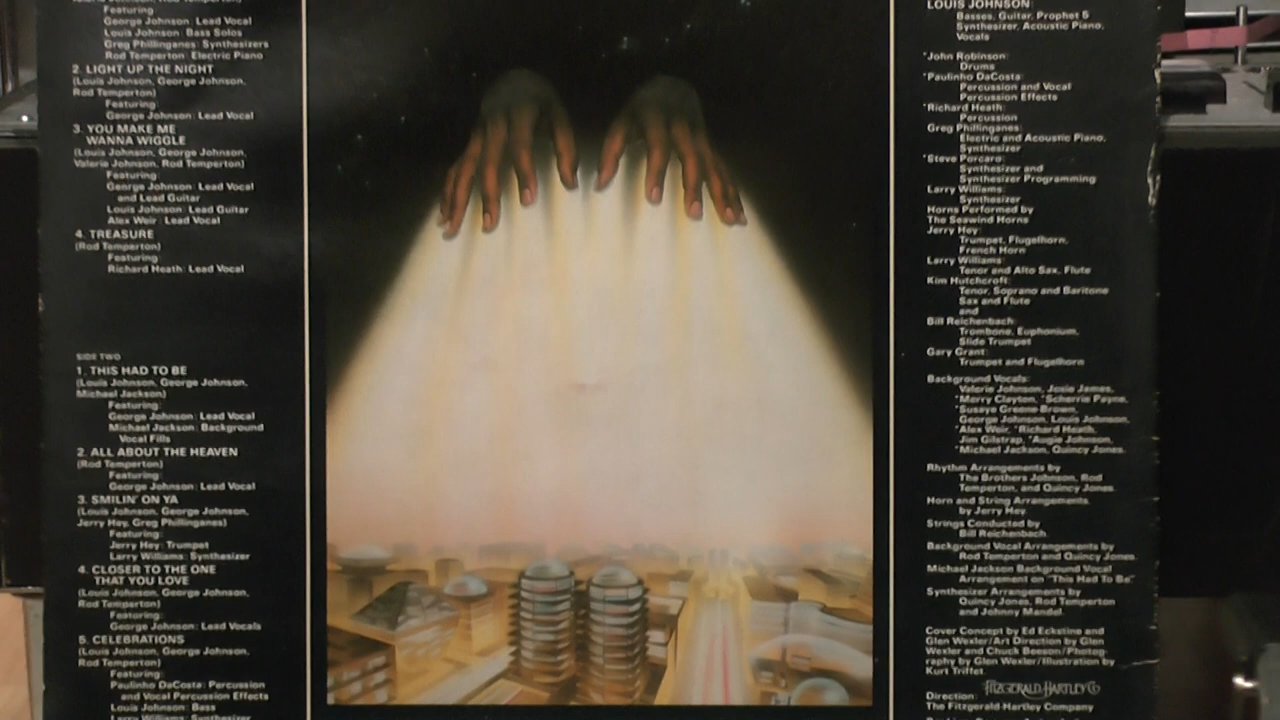 Featuring:
George Johnson: Lead Vocal
Louis Johnson: Bass Solos
Greg Phillinganes: Synthesizers
Rod Temperton: Electric Piano
2. LIGHT UP THE NIGHT
(Louis Johnson, George Johnson,
Rod Temperton)
Featuring:
George Johnson: Lead Vocal
3. YOU MAKE ME
WANNA WIGGLE
(Louis Johnson, George Johnson,
Valerie Johnson, Rod Temperton)
Featuring:
George Johnson: Lead Vocal
and Lead Guitar
Louis Johnson: Lead Guitar
Alex Weir: Lead Vocal
4. TREASURE
(Rod Temperton)
Featuring:
Richard Heath: Lead Vocal
SIDE TWO
1. THIS HAD TO BE
(Louis Johnson, George Johnson,
Michael Jackson)
Featuring:
George Johnson: Lead Vocal
Michael Jackson: Background
Vocal Fills
2. ALL ABOUT THE HEAVEN
(Rod Temperton)
Featuring:
George Johnson: Lead Vocal
3. SMILIN' ON YA
(Louis Johnson, George Johnson,
Jerry Hey, Greg Phillinganes)
Featuring:
Jerry Hey: Trumpet
Larry Williams: Synthesizer
4. CLOSER TO THE ONE
THAT YOU LOVE
(Louis Johnson, George Johnson,
Rod Temperton)
Featuring:
George Johnson: Lead Vocals
5. CELEBRATIONS
(Louis Johnson, George Johnson,
Rod Temperton)
Featuring:
Paulinho DaCosta: Percussion
and Vocal Percussion Effects
Louis Johnson: Bass
Larry Williams: Synthesizer
LOUIS JOHNSON:
Basses, Guitar, Prophet 5
Synthesizer, Acoustic Piano,
Vocals
*John Robinson:
Drums
*Paulinho DaCosta:
Percussion and Vocal
Percussion Effects
*Richard Heath:
Percussion
Greg Phillinganes:
Electric and Acoustic Piano,
Synthesizer
*Steve Porcaro:
Synthesizer and
Synthesizer Programming
Larry Williams:
Synthesizer
Horns Performed by
The Seawind Horns
Jerry Hey:
Trumpet, Flugelhorn,
French Horn
Larry Williams:
Tenor and Alto Sax, Flute
Kim Hutchcroft:
Tenor, Soprano and Baritone
Sax and Flute
and
Bill Reichenbach:
Trombone, Euphonium,
Slide Trumpet
Gary Grant:
Trumpet and Flugelhorn
Background Vocals:
Valerie Johnson, Josie James,
*Merry Clayton, *Scherrie Payne,
*Susaye Greene-Brown,
George Johnson, Louis Johnson,
*Alex Weir, *Richard Heath,
Jim Gilstrap, *Augie Johnson,
*Michael Jackson, Quincy Jones
Rhythm Arrangements by
The Brothers Johnson, Rod
Temperton, and Quincy Jones
Horn and String Arrangements
by Jerry Hey
Strings Conducted by
Bill Reichenbach
Background Vocal Arrangements by
Rod Temperton and Quincy Jones
Michael Jackson Background Vocal
Arrangement on "This Had To Be"
Synthesizer Arrangements by
Quincy Jones, Rod Temperton
and Johnny Mandel
Cover Concept by Ed Eckstine and
Glen Wexler/Art Direction by Glen
Wexler and Chuck Beeson/Photog-
raphy by Glen Wexler/Illustration by
Kurt Triffet
FITZGERALD HARTLEY CO
Direction:
The Fitzgerald-Hartley Company